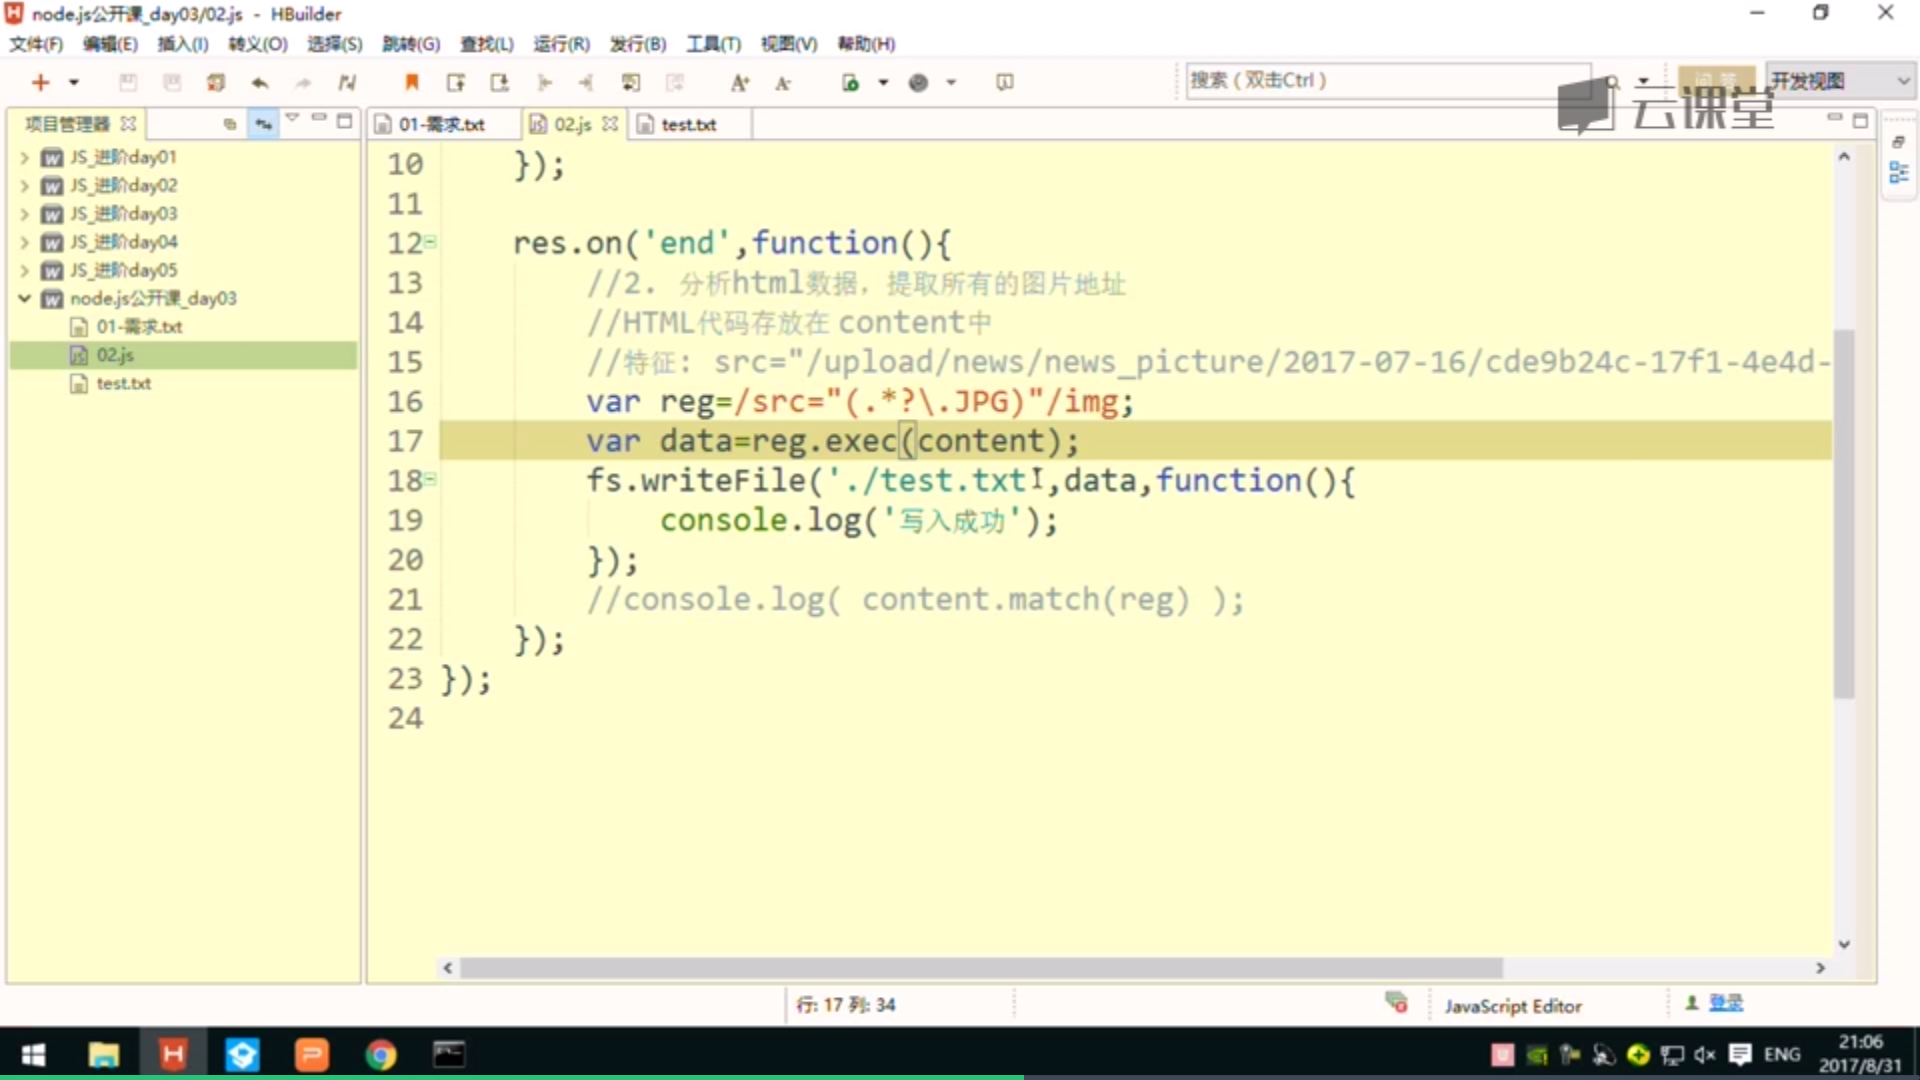 node.js公开课_day03/02.js - HBuilder
文件(F) 编辑(E) 插入(I) 转义(O) 选择(S) 跳转(G) 查找(L) 运行(R) 发行(B) 工具(T) 视图(V) 帮助(H)
搜索（双击Ctrl）
问答
开发视图
云课堂
项目管理器
01-需求.txt
02.js
test.txt
JS_进阶day01
JS_进阶day02
JS_进阶day03
JS_进阶day04
JS_进阶day05
node.js公开课_day03
01-需求.txt
02.js
test.txt
10 });
11
12 res.on('end',function(){
13 //2. 分析html数据，提取所有的图片地址
14 //HTML代码存放在 content中
15 //特征: src="/upload/news/news_picture/2017-07-16/cde9b24c-17f1-4e4d-
16 var reg=/src="(.*?\.JPG)"/img;
17 var data=reg.exec(content);
18 fs.writeFile('./test.txt',data,function(){
19 console.log('写入成功');
20 });
21 //console.log( content.match(reg) );
22 });
23 });
24
行: 17 列: 34
JavaScript Editor
登录
ENG
21:06
2017/8/31